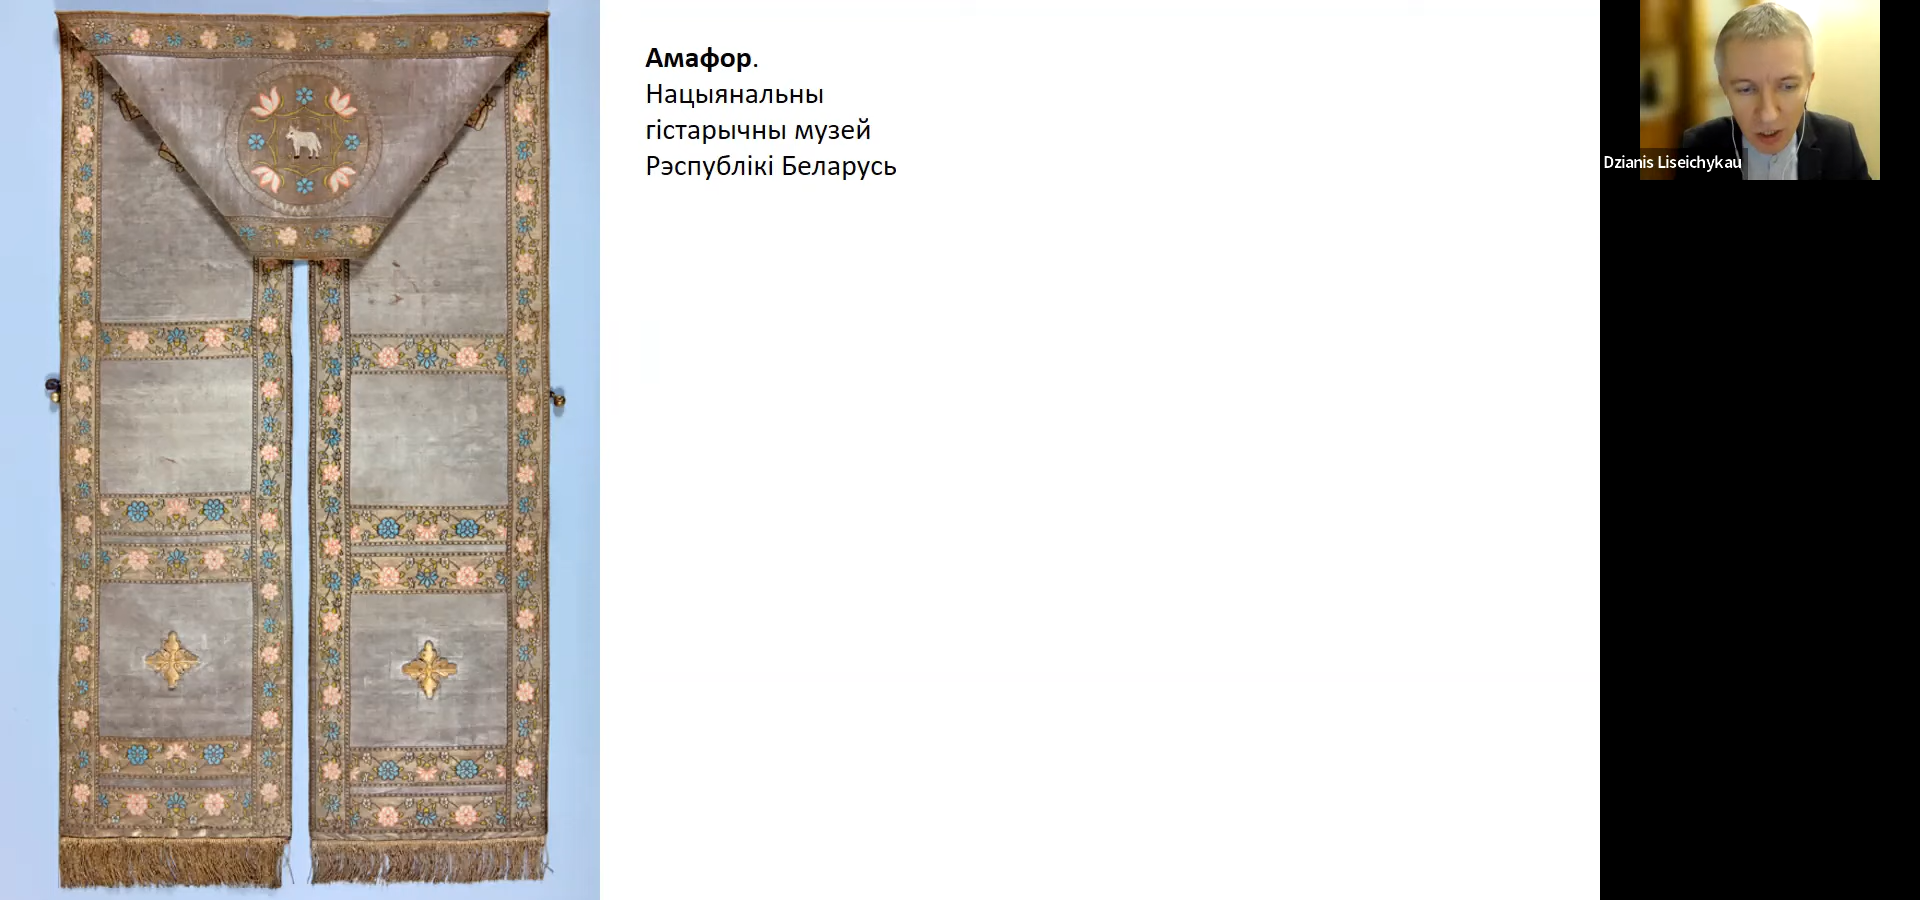 Амафор.
Нацыянальны
гістарычны музей
Рэспублікі Беларусь
Dzianis Liseichykau